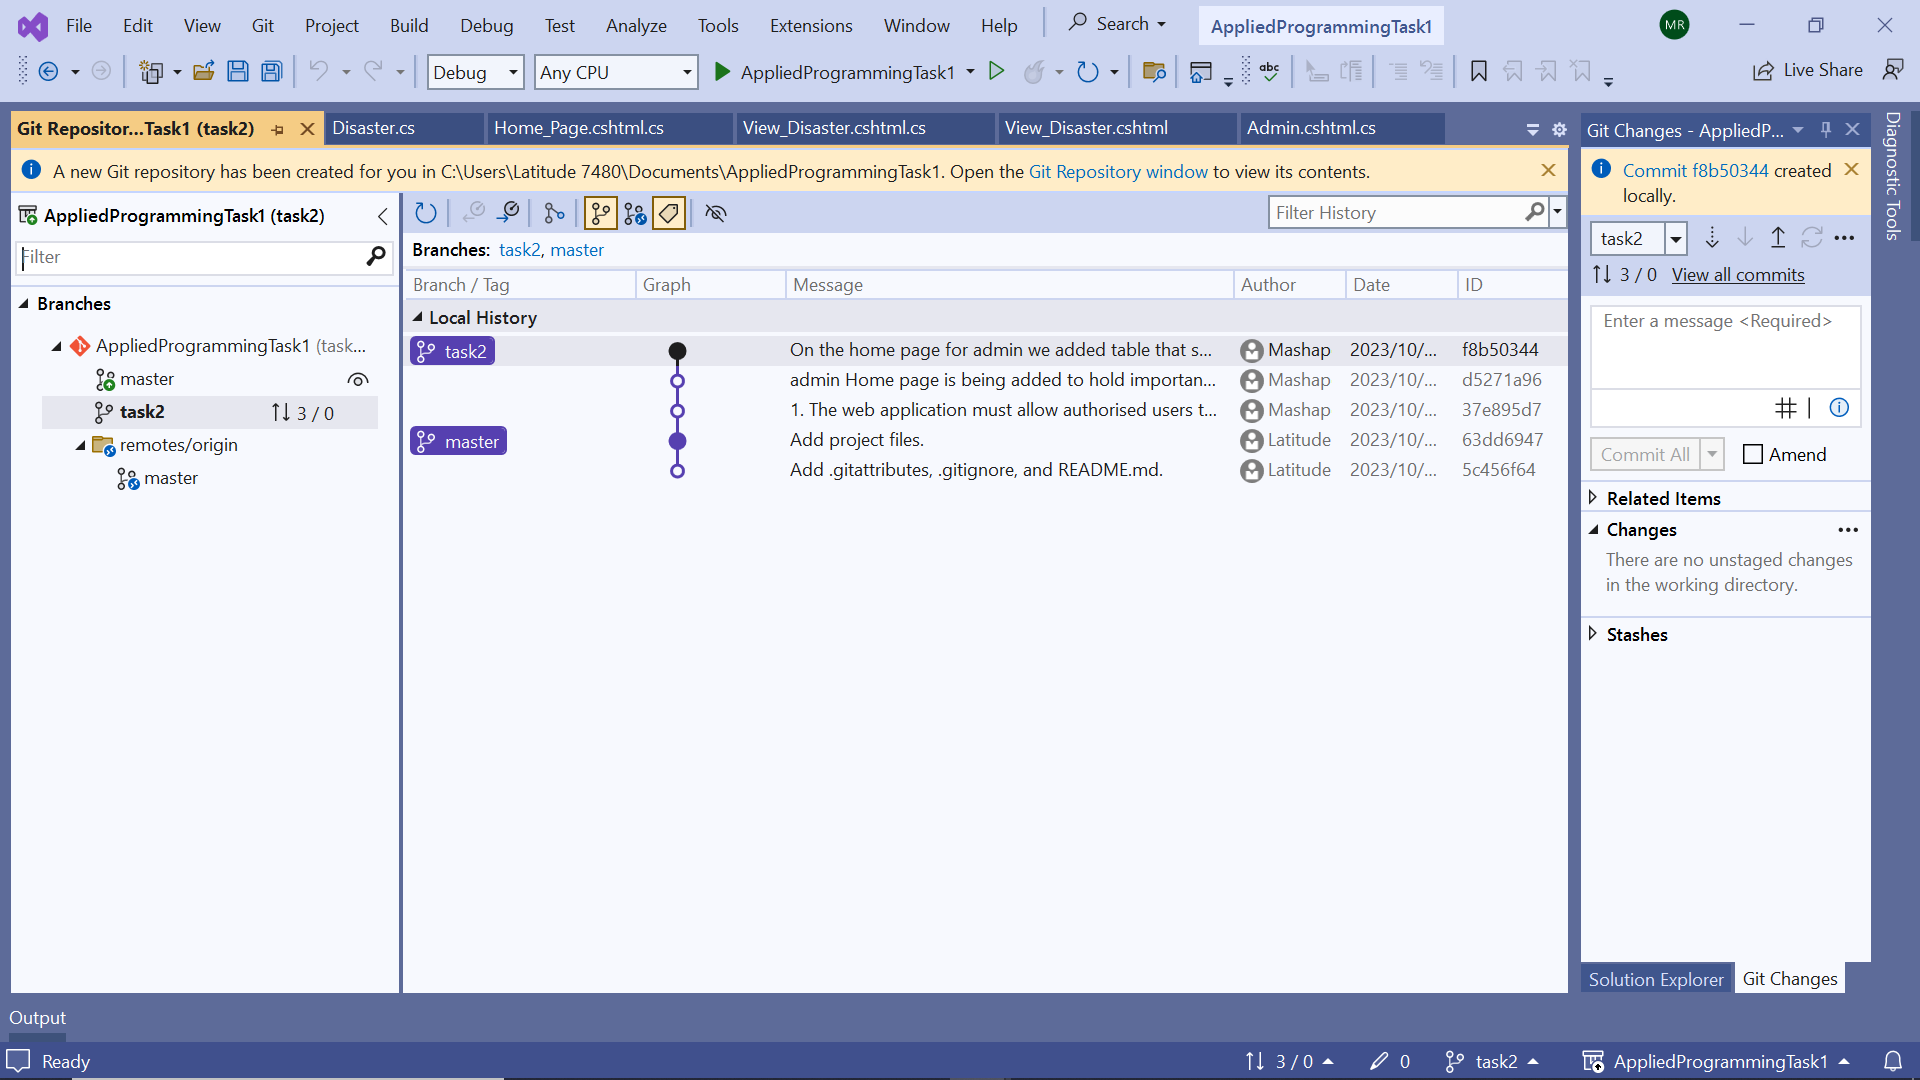 File Edit View Git Project Build Debug Test Analyze Tools Extensions Window Help Search AppliedProgrammingTask1 MR
Debug Any CPU AppliedProgrammingTask1 abc Live Share
Git Repositor...Task1 (task2) Disaster.cs Home_Page.cshtml.cs View_Disaster.cshtml.cs View_Disaster.cshtml Admin.cshtml.cs
A new Git repository has been created for you in C:\Users\Latitude 7480\Documents\AppliedProgrammingTask1. Open the Git Repository window to view its contents.
AppliedProgrammingTask1 (task2)
Filter
Branches
AppliedProgrammingTask1 (task...
master
task2 3 / 0
remotes/origin
master
Filter History
Branches: task2, master
Branch / Tag Graph Message Author Date ID
Local History
task2 On the home page for admin we added table that s... Mashap 2023/10/... f8b50344
admin Home page is being added to hold importan... Mashap 2023/10/... d5271a96
1. The web application must allow authorised users t... Mashap 2023/10/... 37e895d7
master Add project files. Latitude 2023/10/... 63dd6947
Add .gitattributes, .gitignore, and README.md. Latitude 2023/10/... 5c456f64
Git Changes - AppliedP...
Commit f8b50344 created
locally.
task2
3 / 0 View all commits
Enter a message <Required>
Commit All Amend
Related Items
Changes
There are no unstaged changes
in the working directory.
Stashes
Solution Explorer Git Changes
Diagnostic Tools
Output
Ready 3 / 0 0 task2 AppliedProgrammingTask1